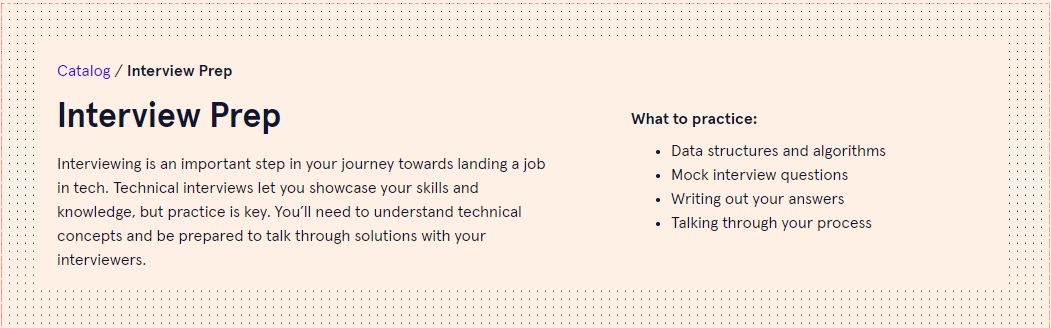 Catalog / Interview Prep
Interview Prep
Interviewing is an important step in your journey towards landing a job
in tech. Technical interviews let you showcase your skills and
knowledge, but practice is key. You’ll need to understand technical
concepts and be prepared to talk through solutions with your
interviewers.
What to practice:
• Data structures and algorithms
• Mock interview questions
• Writing out your answers
• Talking through your process